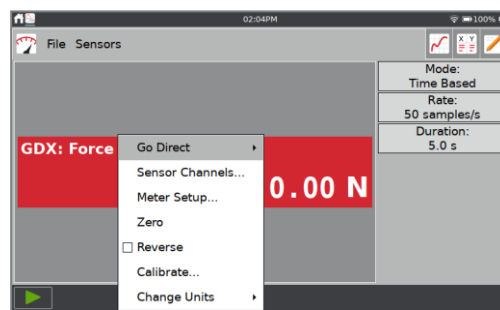 02:04PM
100%
File Sensors
X Y
Mode:
Time Based
Rate:
50 samples/s
Duration:
5.0 s
GDX: Force
0.00 N
Go Direct
Sensor Channels...
Meter Setup...
Zero
Reverse
Calibrate...
Change Units